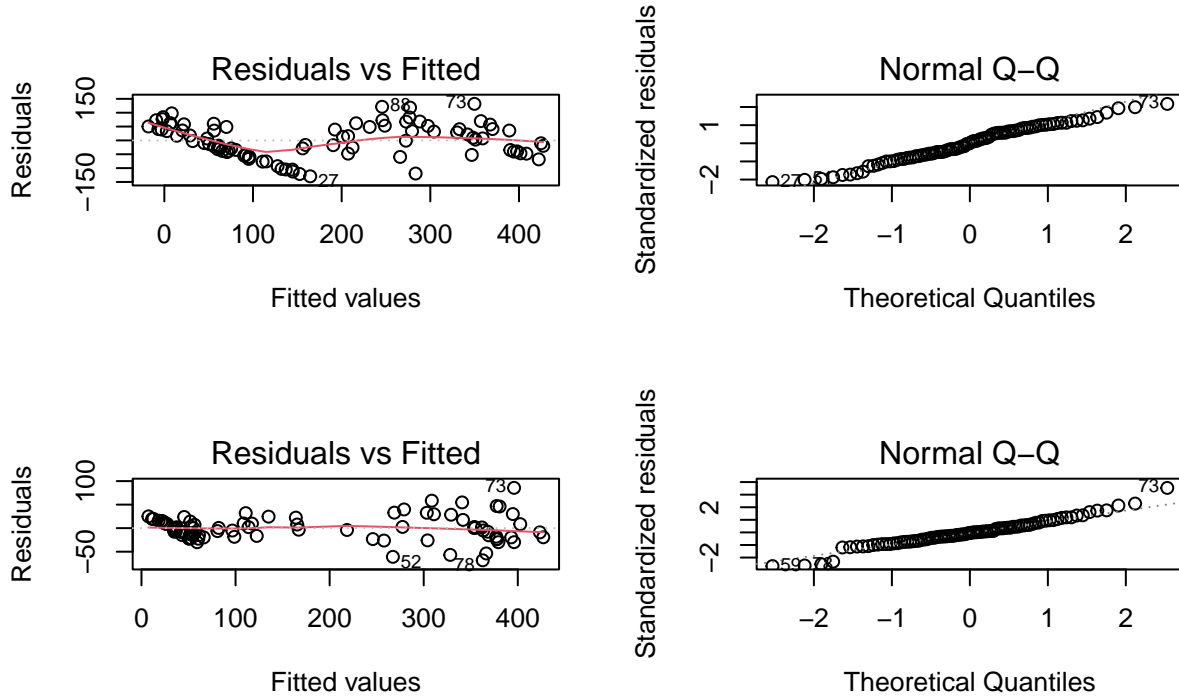 Residuals vs Fitted
Residuals
150
−150
88
73
27
0 100 200 300 400
Fitted values
Normal Q−Q
Standardized residuals
1
−2
73
27
−2 −1 0 1 2
Theoretical Quantiles
Residuals vs Fitted
Residuals
100
−50
73
52
78
0 100 200 300 400
Fitted values
Normal Q−Q
Standardized residuals
2
−2
73
59
78
−2 −1 0 1 2
Theoretical Quantiles